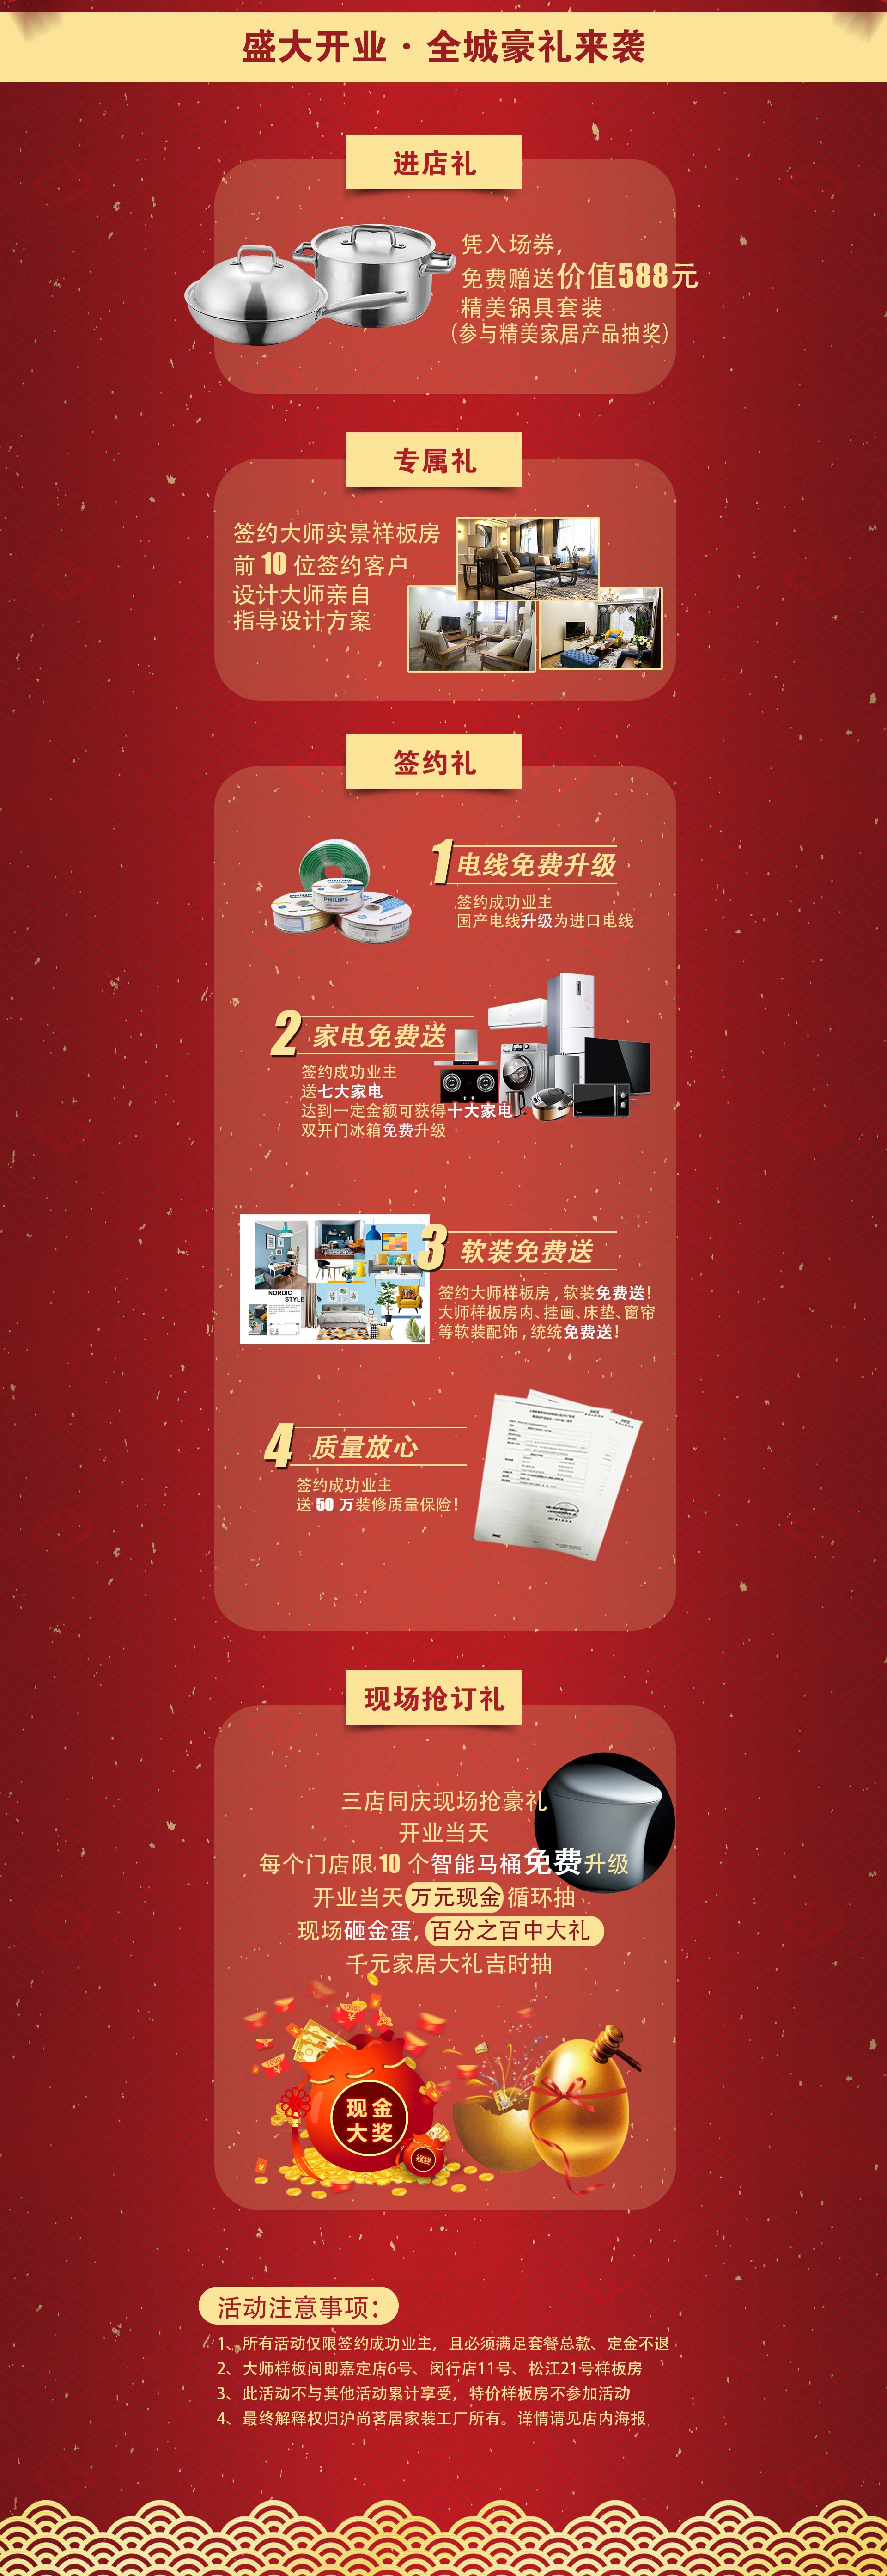 盛大开业·全城豪礼来袭
进店礼
凭入场券,
免费赠送价值588元
精美锅具套装
(参与精美家居产品抽奖)
专属礼
签约大师实景样板房
前 10 位签约客户
设计大师亲自
指导设计方案
签约礼
PHILIPS
PHILIPS
PHILIPS
1 电线免费升级
签约成功业主
国产电线升级为进口电线
2 家电免费送
签约成功业主
送七大家电
达到一定金额可获得十大家电
双开门冰箱免费升级
NORDIC
STYLE
3 软装免费送
签约大师样板房,软装免费送!
大师样板房内、挂画、床垫、窗帘
等软装配饰,统统免费送!
4 质量放心
签约成功业主
送 50 万装修质量保险!
PICC
现场抢订礼
三店同庆现场抢豪礼
开业当天
每个门店限 10 个智能马桶免费升级
开业当天 万元现金 循环抽
现场砸金蛋, 百分之百中大礼
千元家居大礼吉时抽
10000
现金
大奖
福袋
活动注意事项:
1、所有活动仅限签约成功业主，且必须满足套餐总款、定金不退
2、大师样板间即嘉定店6号、闵行店11号、松江21号样板房
3、此活动不与其他活动累计享受，特价样板房不参加活动
4、最终解释权归沪尚茗居家装工厂所有。详情请见店内海报